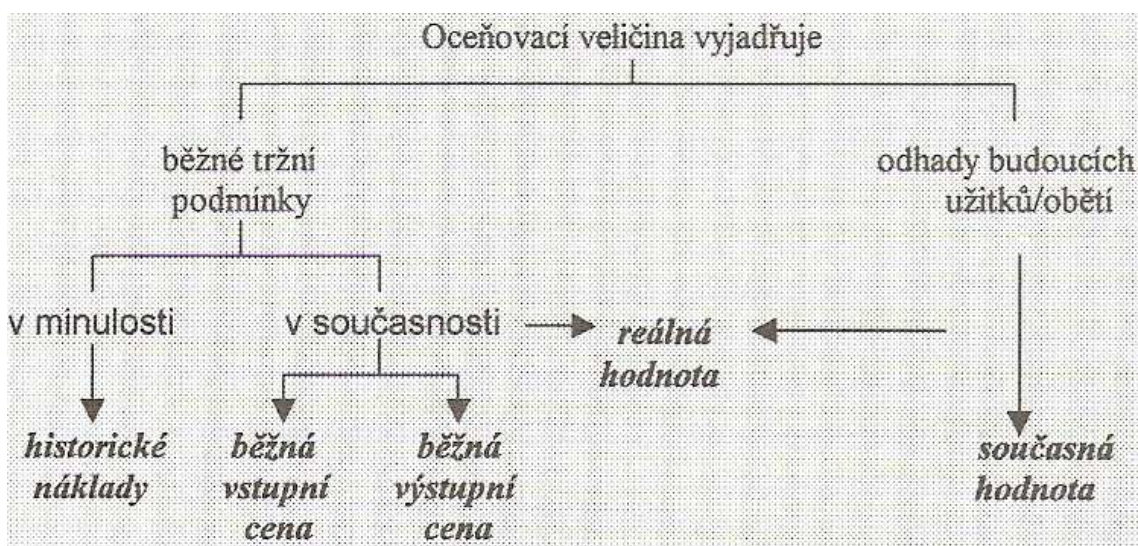 Oceňovací veličina vyjadřuje
běžné tržní
podmínky
odhady budoucích
užitků/obětí
v minulosti
v současnosti
reálná
hodnota
historické
náklady
běžná
vstupní
cena
běžná
výstupní
cena
současná
hodnota